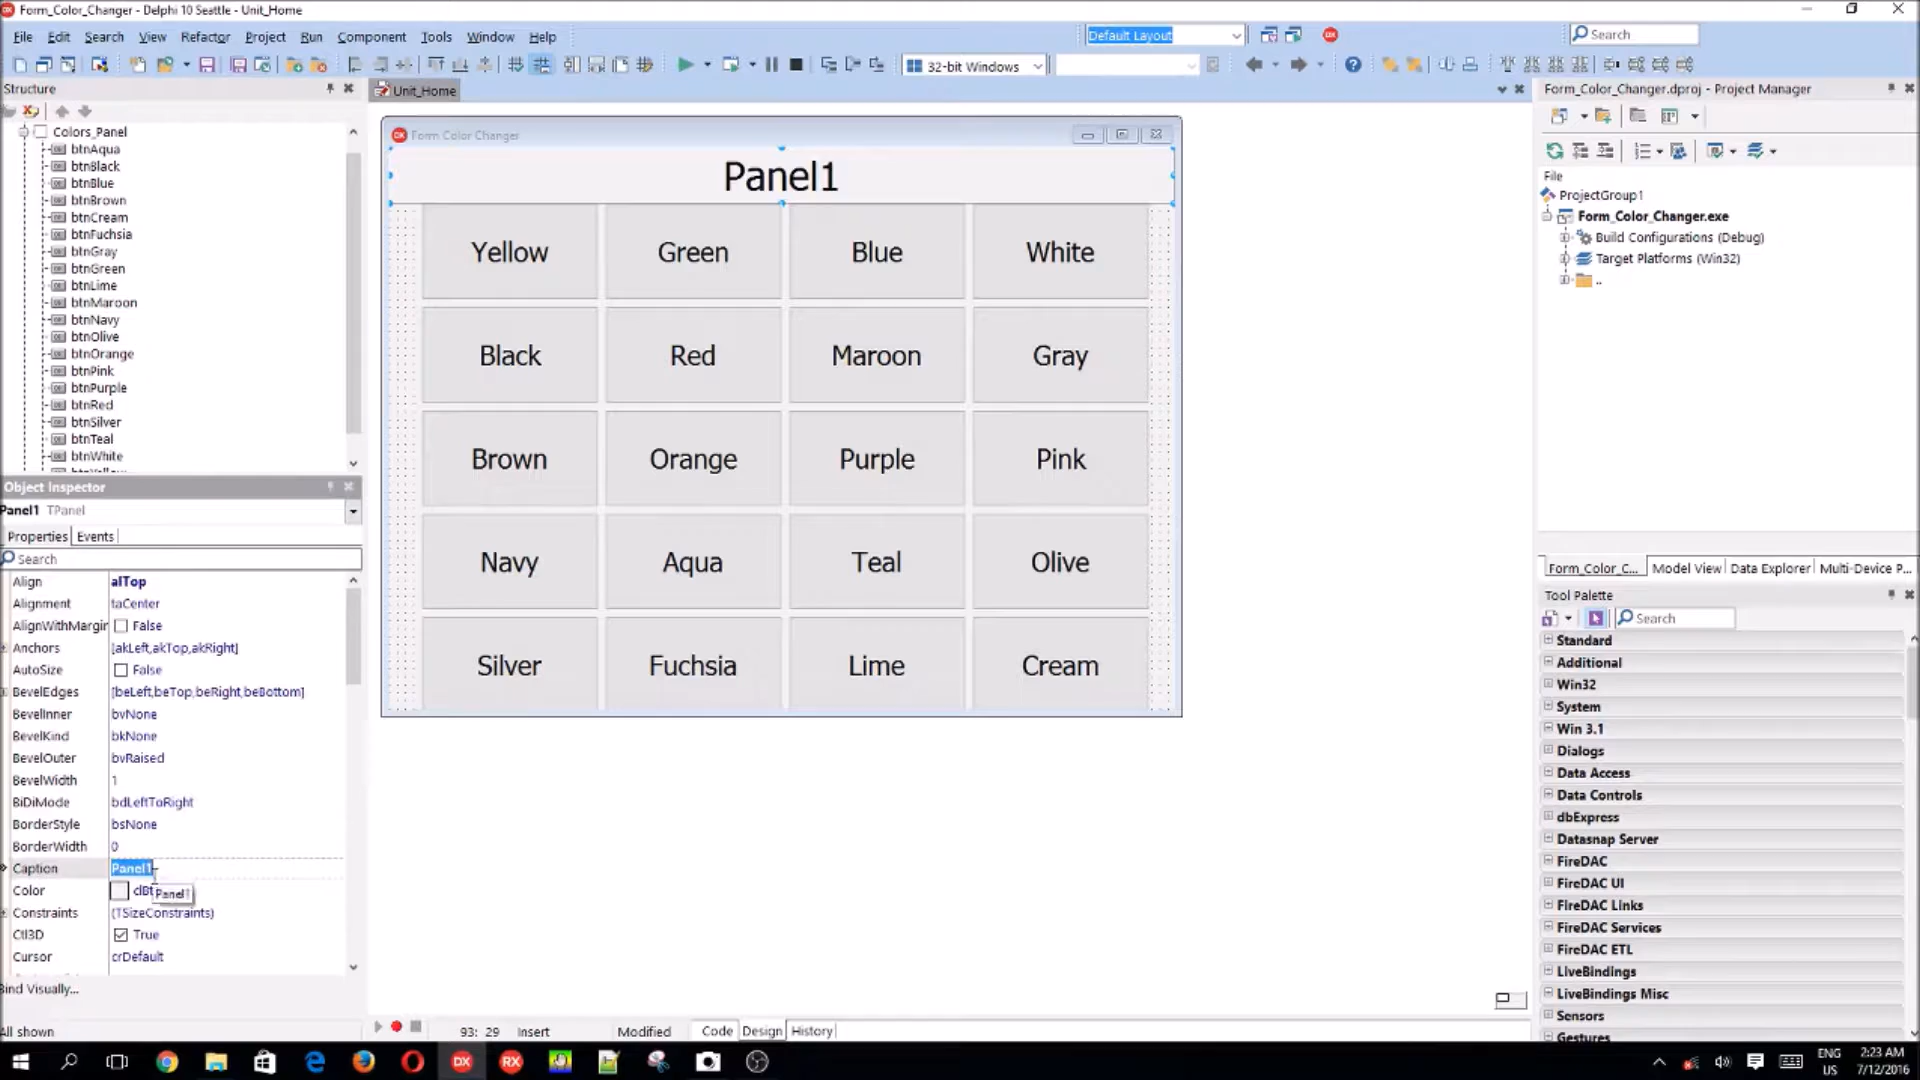 Form_Color_Changer - Delphi 10 Seattle - Unit_Home
File Edit Search View Refactor Project Run Component Tools Window Help
Default Layout
Search
32-bit Windows
Structure
Unit_Home
Form_Color_Changer.dproj - Project Manager
Colors_Panel
btnAqua
btnBlack
btnBlue
btnBrown
btnCream
btnFuchsia
btnGray
btnGreen
btnLime
btnMaroon
btnNavy
btnOlive
btnOrange
btnPink
btnPurple
btnRed
btnSilver
btnTeal
btnWhite
Form Color Changer
Panel1
Yellow Green Blue White
Black Red Maroon Gray
Brown Orange Purple Pink
Navy Aqua Teal Olive
Silver Fuchsia Lime Cream
File
ProjectGroup1
Form_Color_Changer.exe
Build Configurations (Debug)
Target Platforms (Win32)
..
Object Inspector
Panel1 TPanel
Properties Events
Search
Align alTop
Alignment taCenter
AlignWithMargin False
Anchors [akLeft,akTop,akRight]
AutoSize False
BevelEdges [beLeft,beTop,beRight,beBottom]
BevelInner bvNone
BevelKind bkNone
BevelOuter bvRaised
BevelWidth 1
BiDiMode bdLeftToRight
BorderStyle bsNone
BorderWidth 0
Caption Panel1
Color clBt
Panel1
Constraints (TSizeConstraints)
Ctl3D True
Cursor crDefault
Bind Visually...
All shown
93: 29 Insert Modified Code Design History
Form_Color_C... Model View Data Explorer Multi-Device P...
Tool Palette
Search
Standard
Additional
Win32
System
Win 3.1
Dialogs
Data Access
Data Controls
dbExpress
Datasnap Server
FireDAC
FireDAC UI
FireDAC Links
FireDAC Services
FireDAC ETL
LiveBindings
LiveBindings Misc
Sensors
Gestures
DX
RX
ENG
US
2:23 AM
7/12/2016